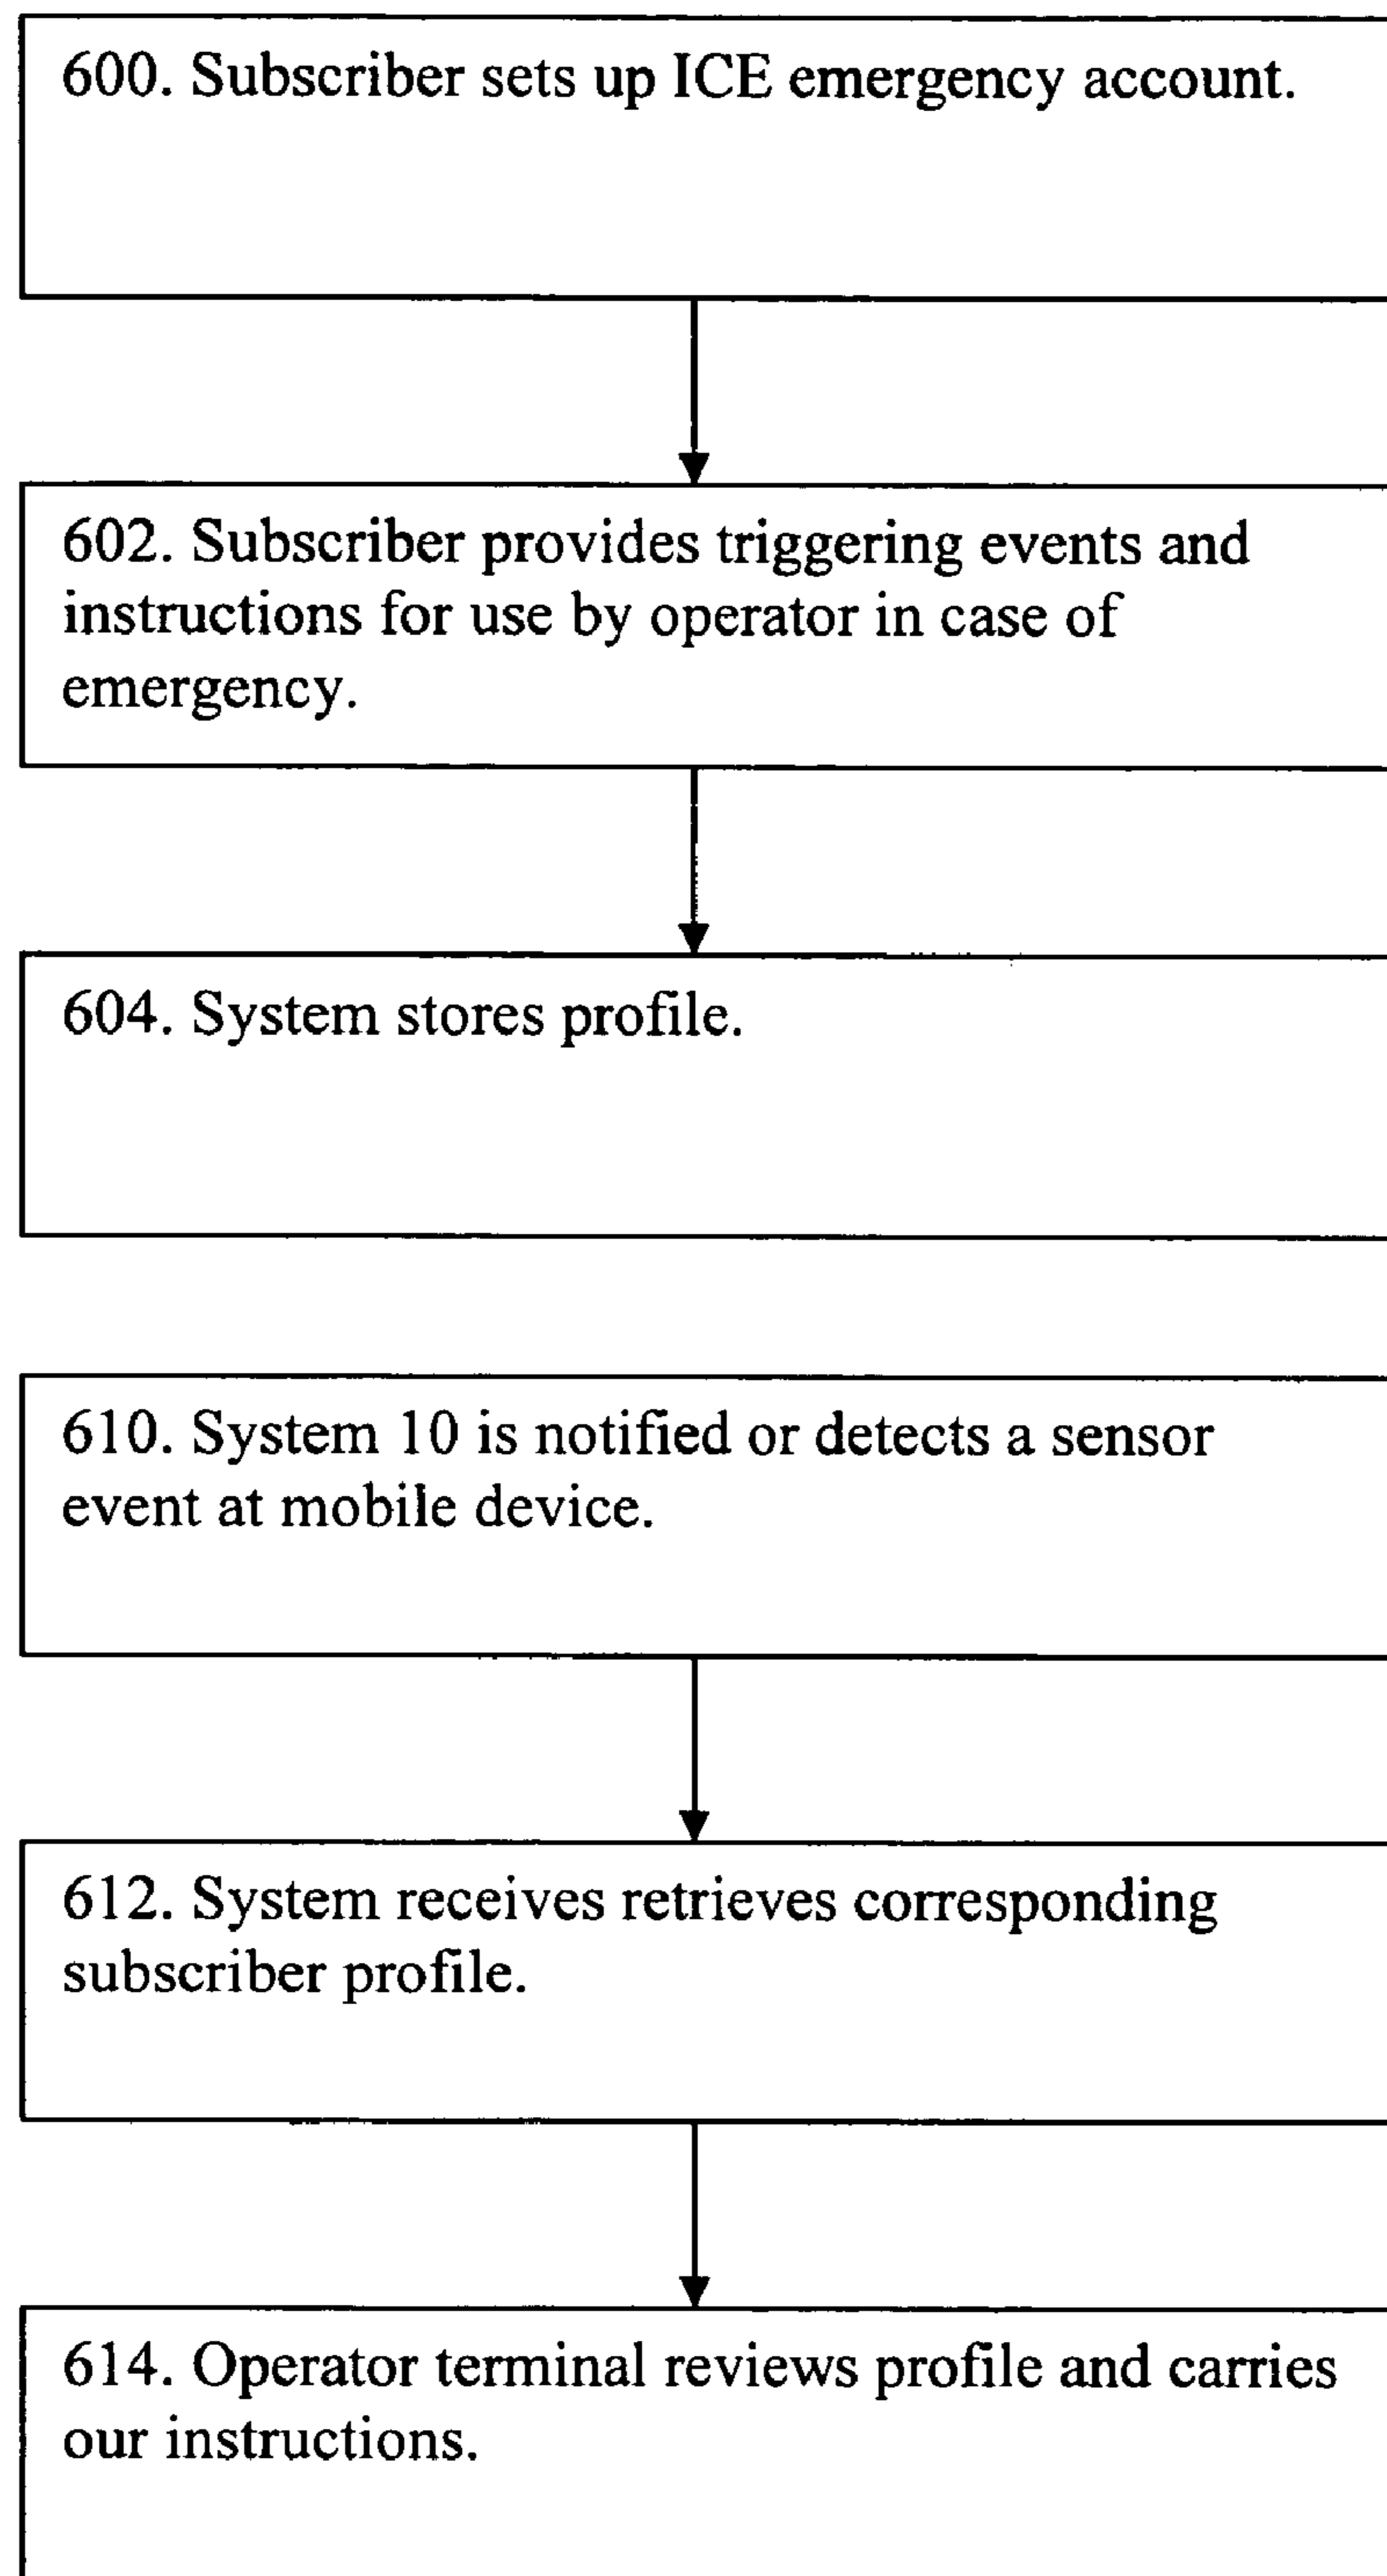 600. Subscriber sets up ICE emergency account.
602. Subscriber provides triggering events and
instructions for use by operator in case of
emergency.
604. System stores profile.
610. System 10 is notified or detects a sensor
event at mobile device.
612. System receives retrieves corresponding
subscriber profile.
614. Operator terminal reviews profile and carries
our instructions.